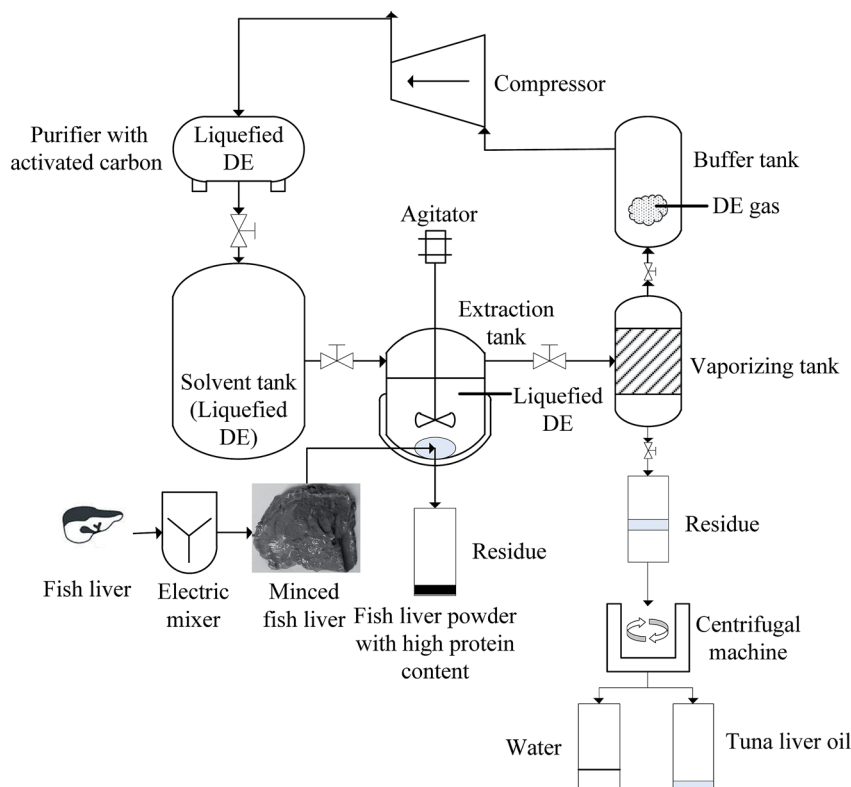 Compressor
Purifier with
activated carbon
Liquefied
DE
Buffer tank
DE gas
Agitator
Extraction
tank
Solvent tank
(Liquefied
DE)
Liquefied
DE
Vaporizing tank
Fish liver
Electric
mixer
Minced
fish liver
Residue
Fish liver powder
with high protein
content
Residue
Centrifugal
machine
Water
Tuna liver oil